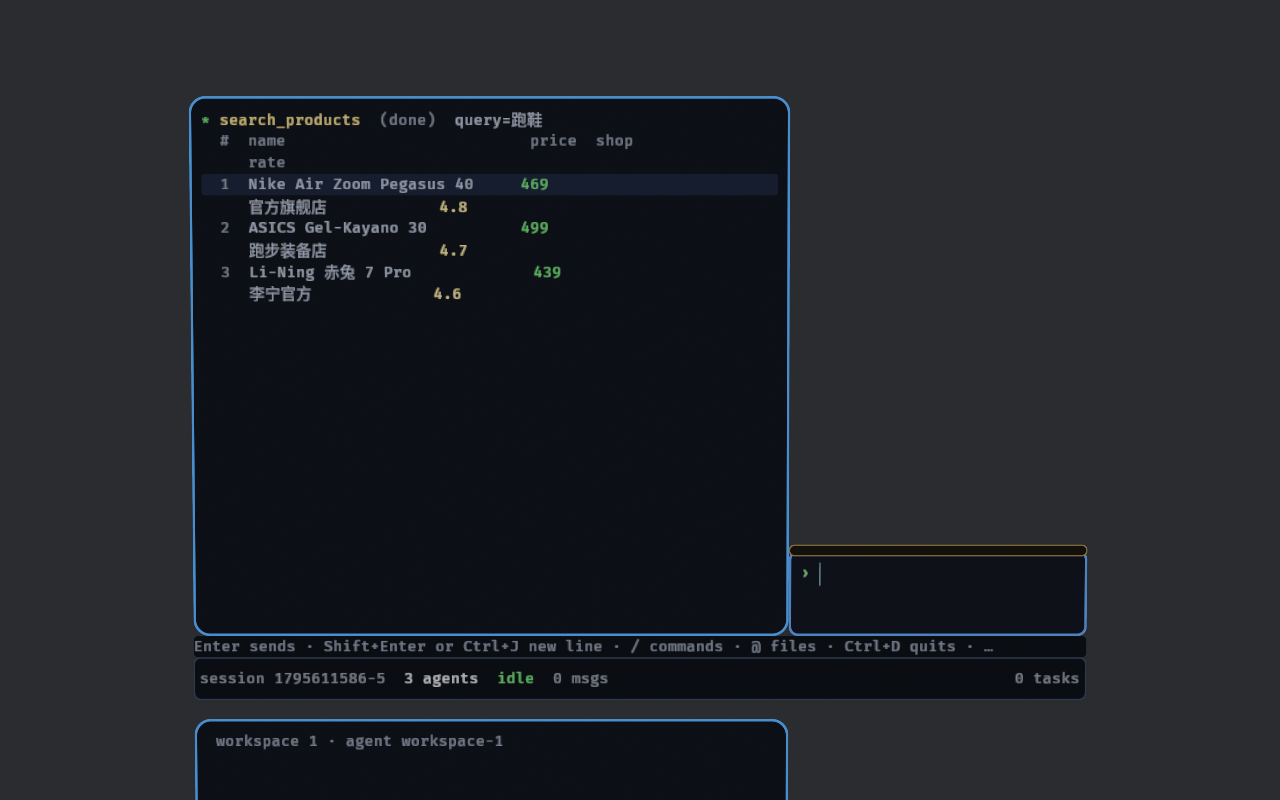 * search_products (done) query=跑鞋
# name price shop
rate
1 Nike Air Zoom Pegasus 40 469
官方旗舰店 4.8
2 ASICS Gel-Kayano 30 499
跑步装备店 4.7
3 Li-Ning 赤兔 7 Pro 439
李宁官方 4.6
›
Enter sends · Shift+Enter or Ctrl+J new line · / commands · @ files · Ctrl+D quits · …
session 1795611586-5 3 agents idle 0 msgs 0 tasks
workspace 1 · agent workspace-1